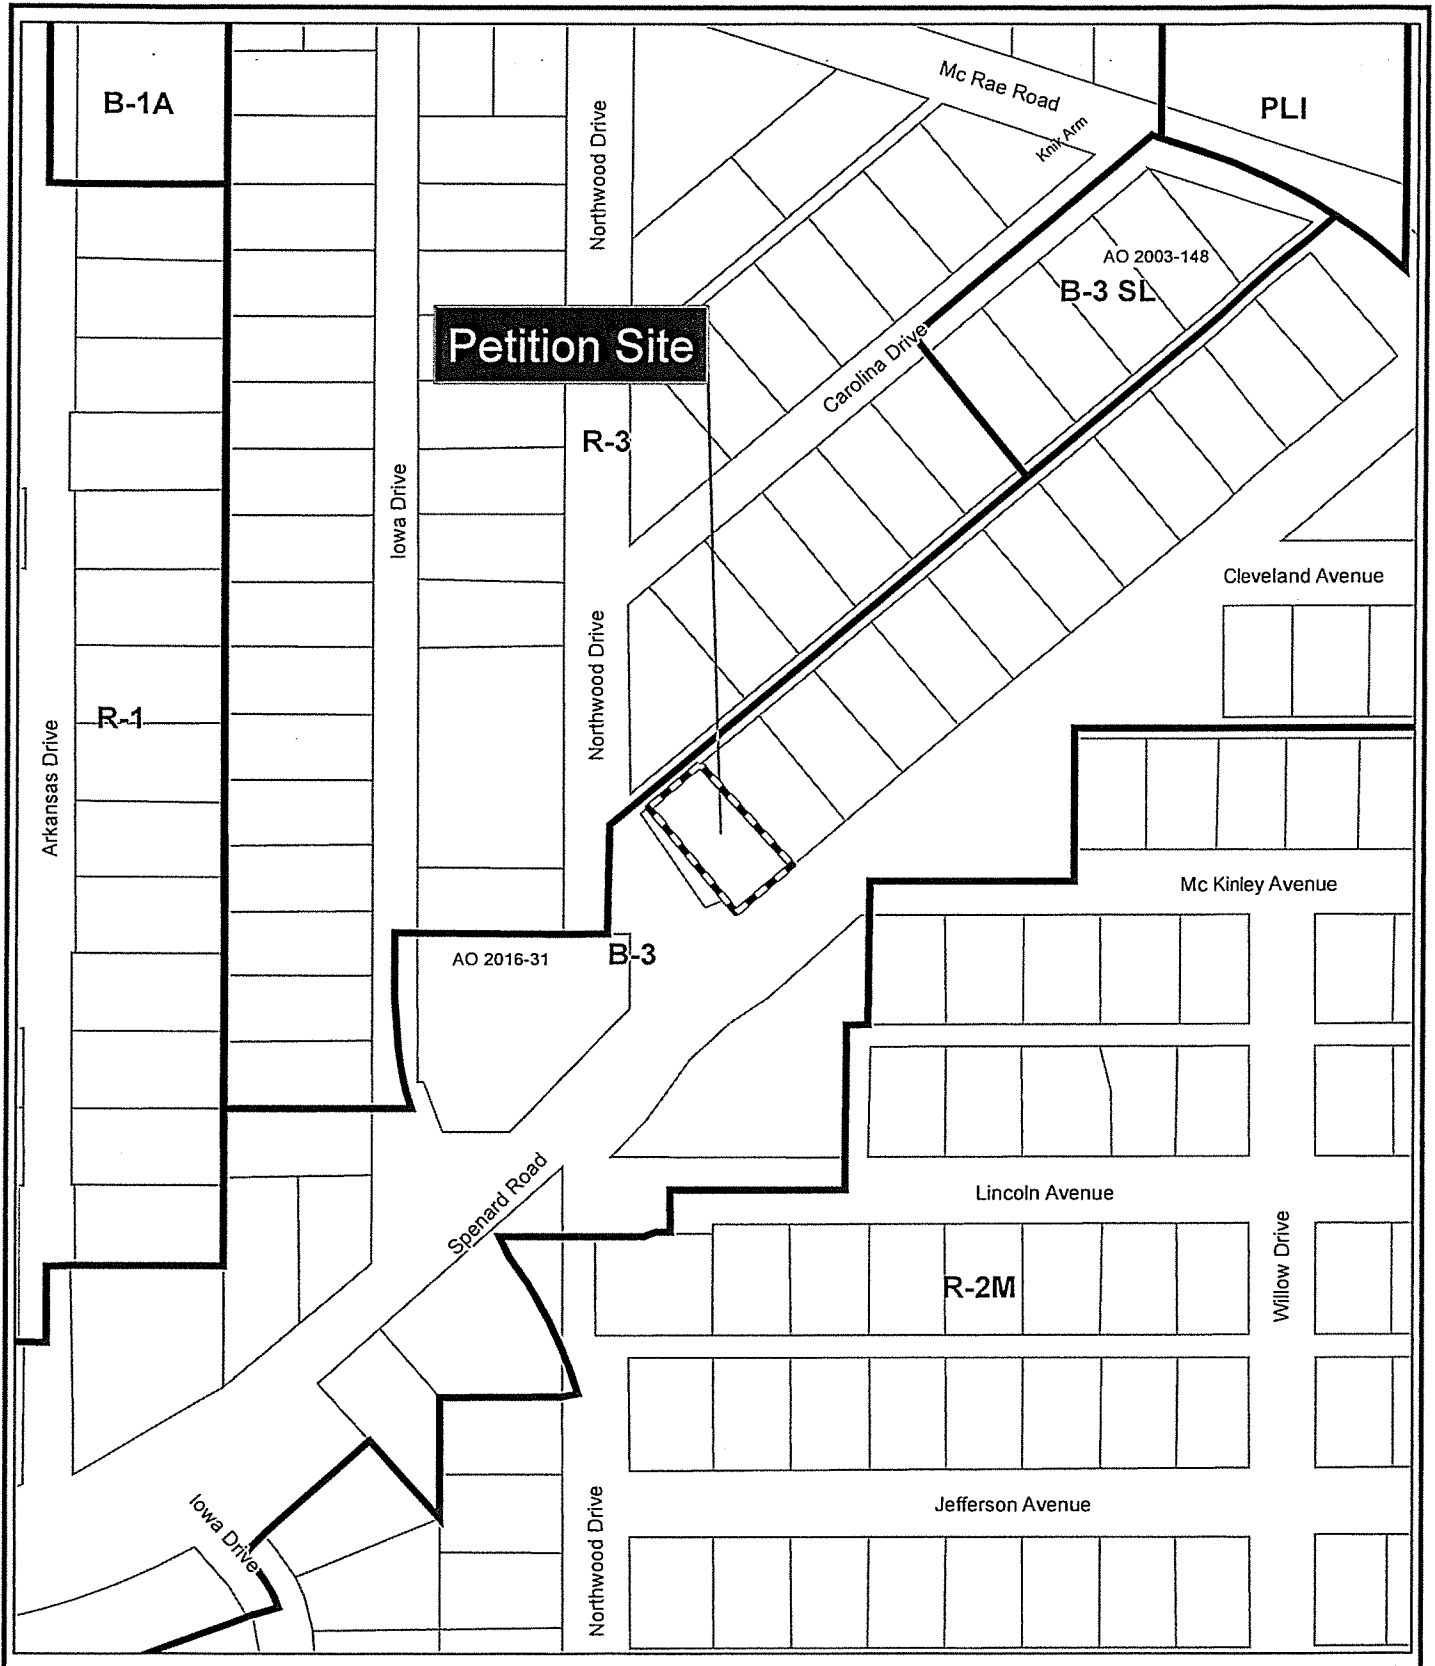 Mc Rae Road
B-1A
PLI
Knik Arm
Northwood Drive
AO 2003-148
B-3 SL
Petition Site
Carolina Drive
R-3
Iowa Drive
Cleveland Avenue
Northwood Drive
R-1
Arkansas Drive
Mc Kinley Avenue
B-3
AO 2016-31
Spenard Road
Lincoln Avenue
Willow Drive
R-2M
Jefferson Avenue
Iowa Drive
Northwood Drive